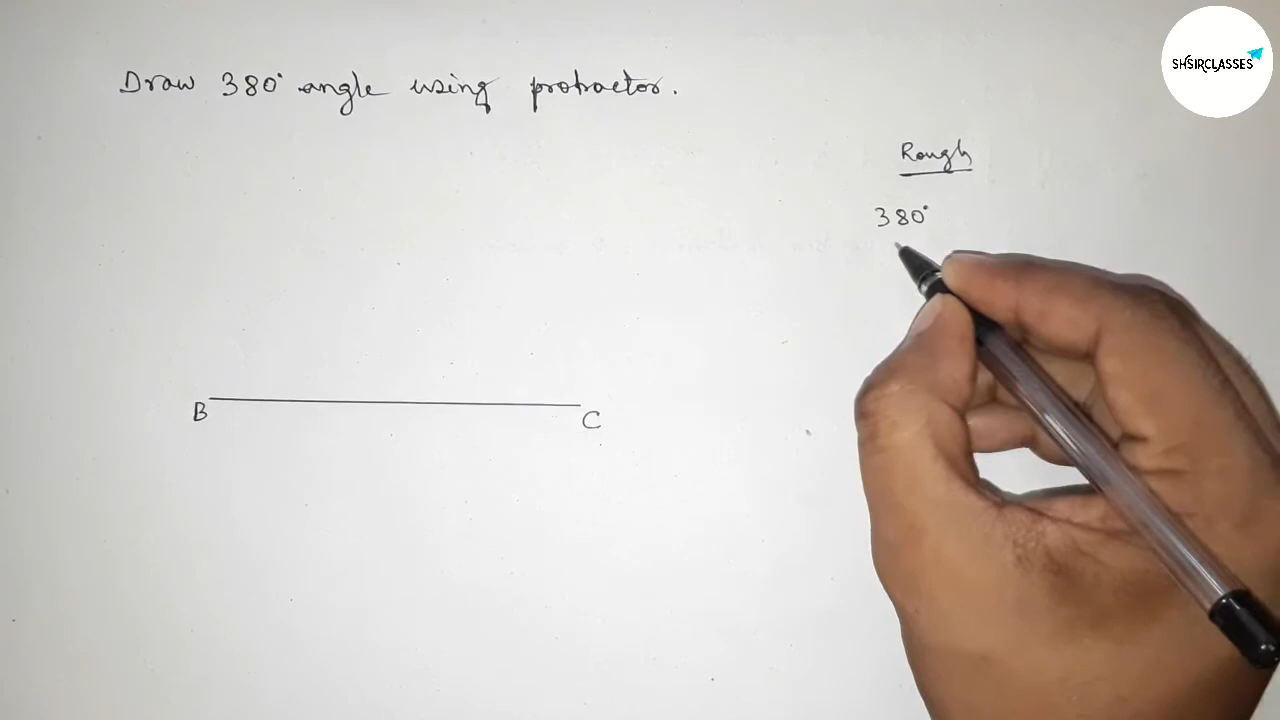 SHSIRCLASSES
Draw 380° angle using protractor.
Rough
380°
B
C